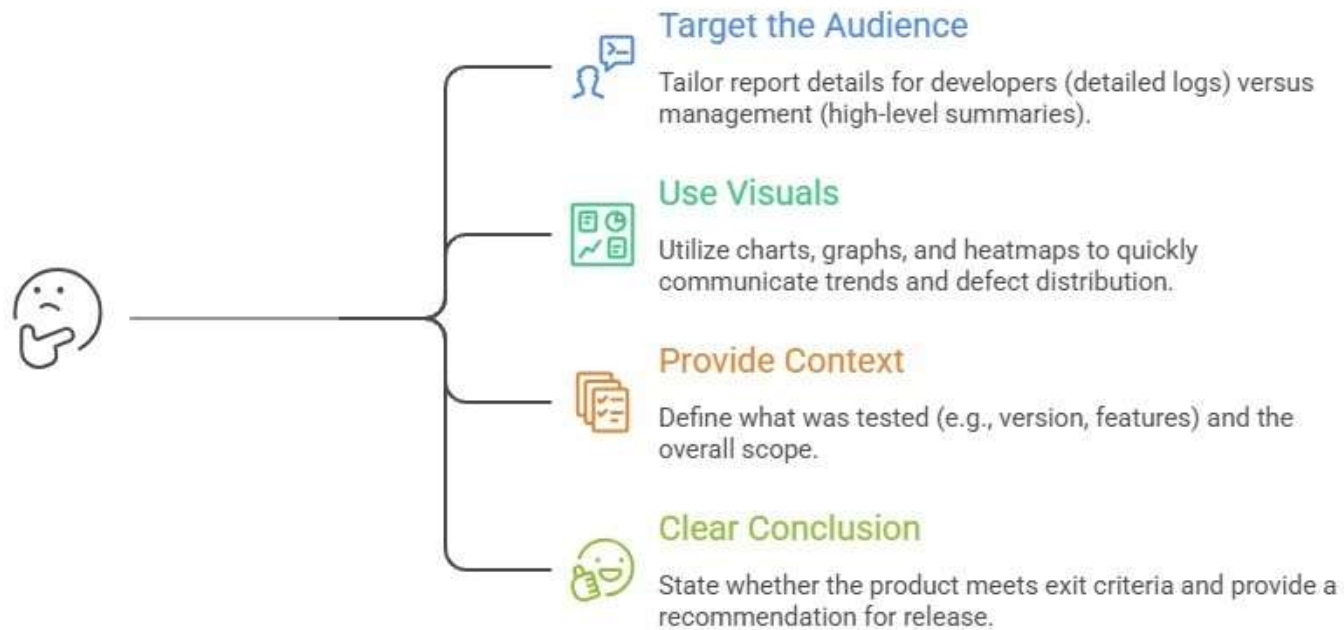 Target the Audience
Tailor report details for developers (detailed logs) versus
management (high-level summaries).
Use Visuals
Utilize charts, graphs, and heatmaps to quickly
communicate trends and defect distribution.
Provide Context
Define what was tested (e.g., version, features) and the
overall scope.
Clear Conclusion
State whether the product meets exit criteria and provide a
recommendation for release.